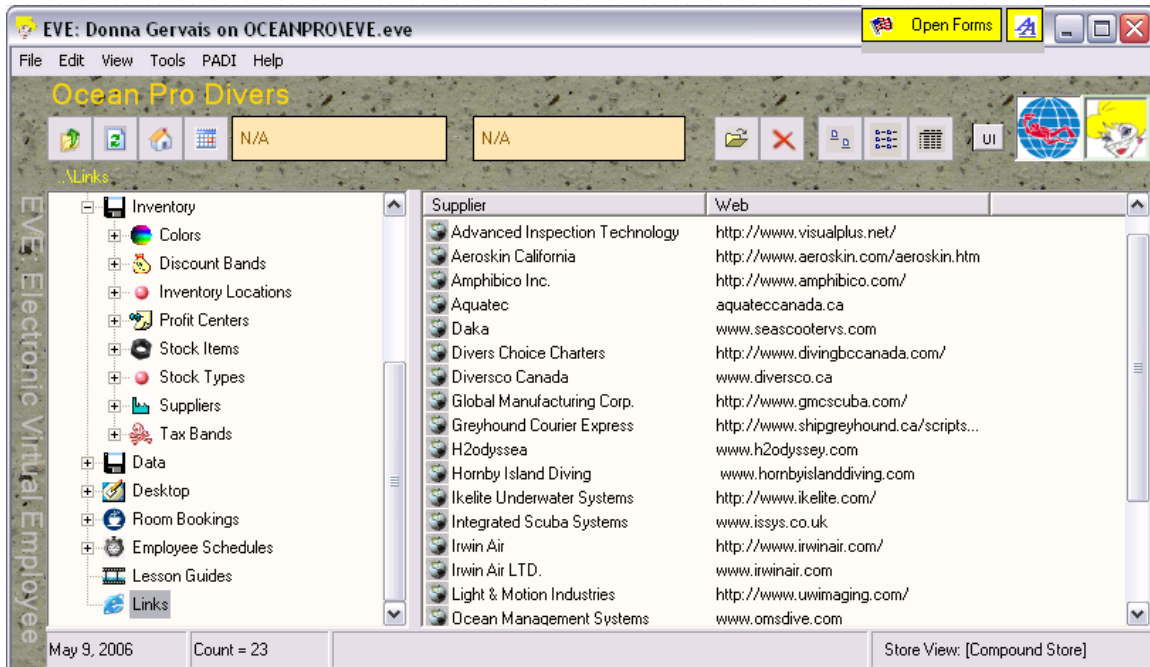 EVE: Donna Gervais on OCEANPRO\EVE.eve
Open Forms
A
File Edit View Tools PADI Help
Ocean Pro Divers
N/A
N/A
UI
..\Links
EVE: Electronic Virtual Employee
Inventory
Colors
Discount Bands
Inventory Locations
Profit Centers
Stock Items
Stock Types
Suppliers
Tax Bands
Data
Desktop
Room Bookings
Employee Schedules
Lesson Guides
Links
Supplier Web
Advanced Inspection Technology http://www.visualplus.net/
Aeroskin California http://www.aeroskin.com/aeroskin.htm
Amphibico Inc. http://www.amphibico.com/
Aquatec aquateccanada.ca
Daka www.seascootervs.com
Divers Choice Charters http://www.divingbccanada.com/
Diversco Canada www.diversco.ca
Global Manufacturing Corp. http://www.gmcscuba.com/
Greyhound Courier Express http://www.shipgreyhound.ca/scripts...
H2odyssea www.h2odyssey.com
Hornby Island Diving www.hornbyislanddiving.com
Ikelite Underwater Systems http://www.ikelite.com/
Integrated Scuba Systems www.issys.co.uk
Irwin Air http://www.irwinair.com/
Irwin Air LTD. www.irwinair.com
Light & Motion Industries http://www.uwimaging.com/
Ocean Management Systems www.omsdive.com
May 9, 2006
Count = 23
Store View: [Compound Store]